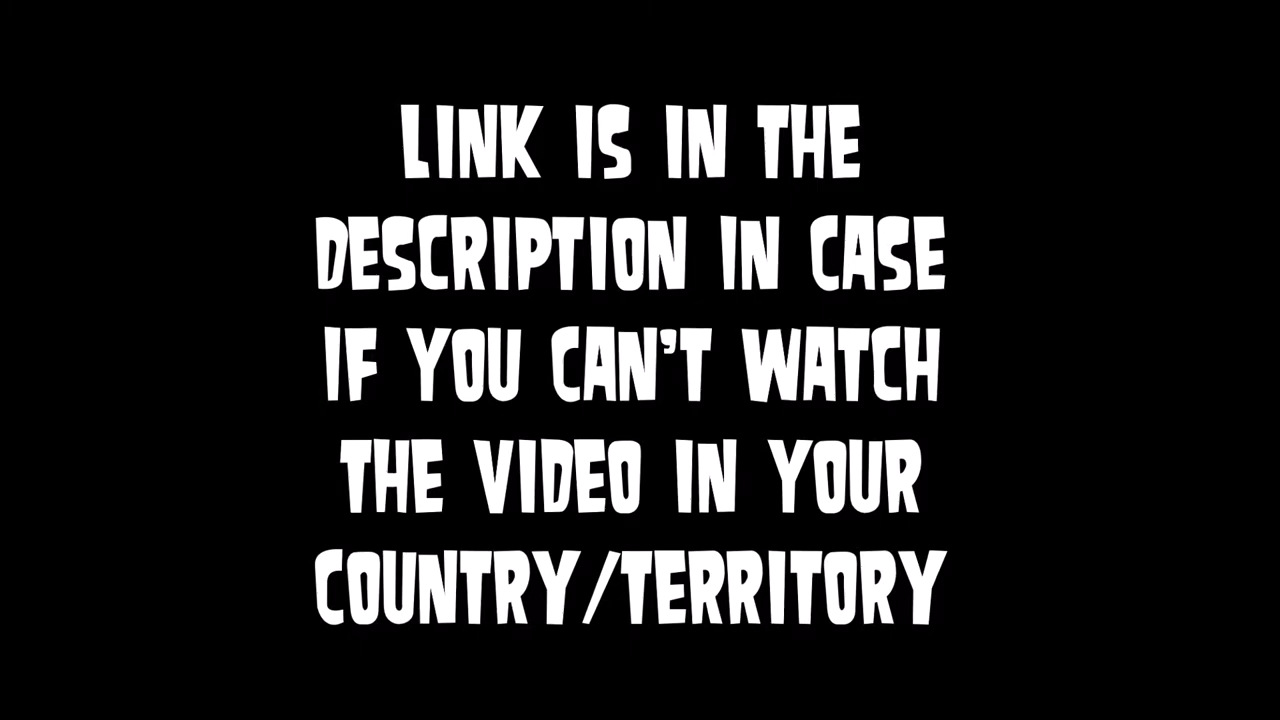 LINK IS IN THE
DESCRIPTION IN CASE
IF YOU CAN'T WATCH
THE VIDEO IN YOUR
COUNTRY/TERRITORY